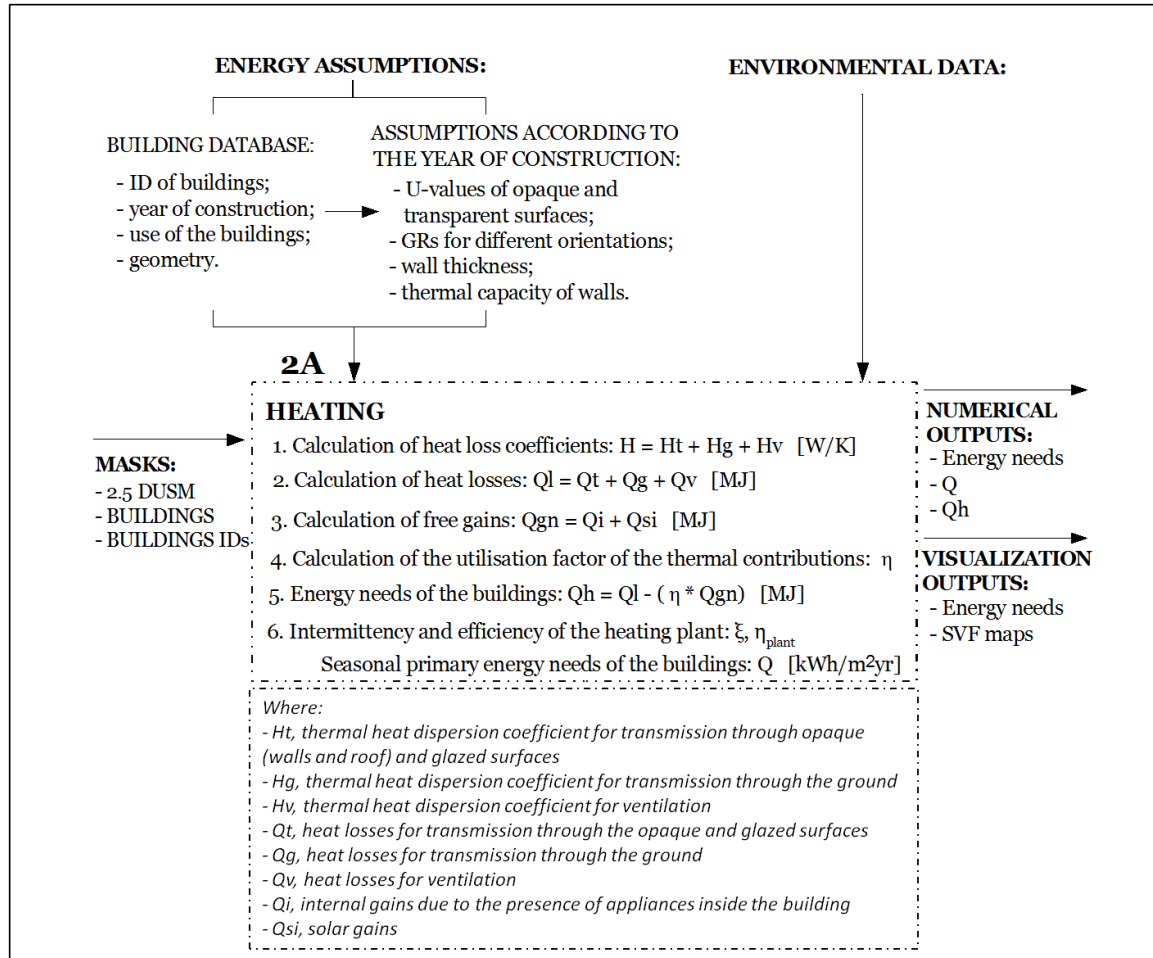 ENERGY ASSUMPTIONS:
ENVIRONMENTAL DATA:
BUILDING DATABASE:
- ID of buildings;
- year of construction;
- use of the buildings;
- geometry.
ASSUMPTIONS ACCORDING TO
THE YEAR OF CONSTRUCTION:
- U-values of opaque and
transparent surfaces;
- GRs for different orientations;
- wall thickness;
- thermal capacity of walls.
2A
MASKS:
- 2.5 DUSM
- BUILDINGS
- BUILDINGS IDs
HEATING
1. Calculation of heat loss coefficients: H = Ht + Hg + Hv [W/K]
2. Calculation of heat losses: Ql = Qt + Qg + Qv [MJ]
3. Calculation of free gains: Qgn = Qi + Qsi [MJ]
4. Calculation of the utilisation factor of the thermal contributions: η
5. Energy needs of the buildings: Qh = Ql - ( η * Qgn) [MJ]
6. Intermittency and efficiency of the heating plant: ξ, η plant
Seasonal primary energy needs of the buildings: Q [kWh/m²yr]
NUMERICAL
OUTPUTS:
- Energy needs
- Q
- Qh
VISUALIZATION
OUTPUTS:
- Energy needs
- SVF maps
Where:
- Ht, thermal heat dispersion coefficient for transmission through opaque
(walls and roof) and glazed surfaces
- Hg, thermal heat dispersion coefficient for transmission through the ground
- Hv, thermal heat dispersion coefficient for ventilation
- Qt, heat losses for transmission through the opaque and glazed surfaces
- Qg, heat losses for transmission through the ground
- Qv, heat losses for ventilation
- Qi, internal gains due to the presence of appliances inside the building
- Qsi, solar gains